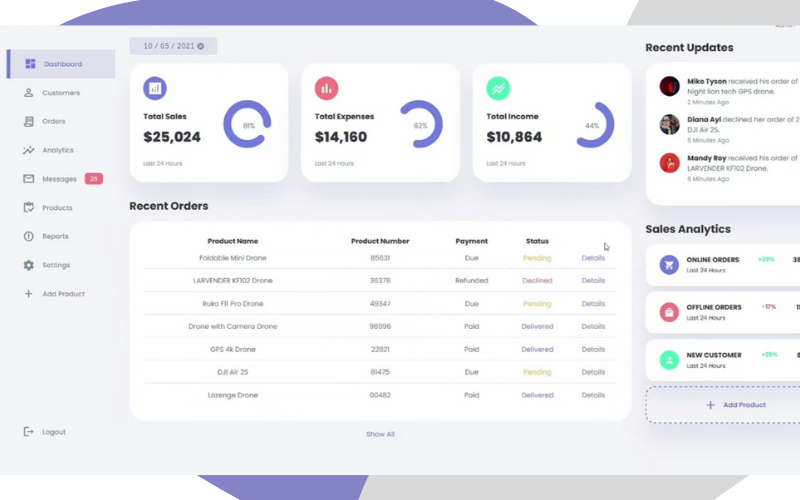 Dashboard
Customers
Orders
Analytics
Messages 25
Products
Reports
Settings
Add Product
Logout
10 / 05 / 2021
Total Sales
$25,024
81%
Last 24 Hours
Total Expenses
$14,160
62%
Last 24 Hours
Total Income
$10,864
44%
Last 24 Hours
Recent Orders
Product Name Product Number Payment Status
Foldable Mini Drone 85631 Due Pending Details
LARVENDER KF102 Drone 36378 Refunded Declined Details
Ruko F11 Pro Drone 49347 Due Pending Details
Drone with Camera Drone 96996 Paid Delivered Details
GPS 4k Drone 22821 Paid Delivered Details
DJI Air 2S 81475 Due Pending Details
Lozenge Drone 00482 Paid Delivered Details
Show All
Recent Updates
Mike Tyson received his order of
Night lion tech GPS drone.
2 Minutes Ago
Diana Ayi declined her order of 2
DJI Air 2S.
5 Minutes Ago
Mandy Roy received his order of
LARVENDER KF102 Drone.
6 Minutes Ago
Sales Analytics
ONLINE ORDERS
Last 24 Hours
OFFLINE ORDERS -17%
Last 24 Hours
NEW CUSTOMER +25%
Last 24 Hours
Add Product